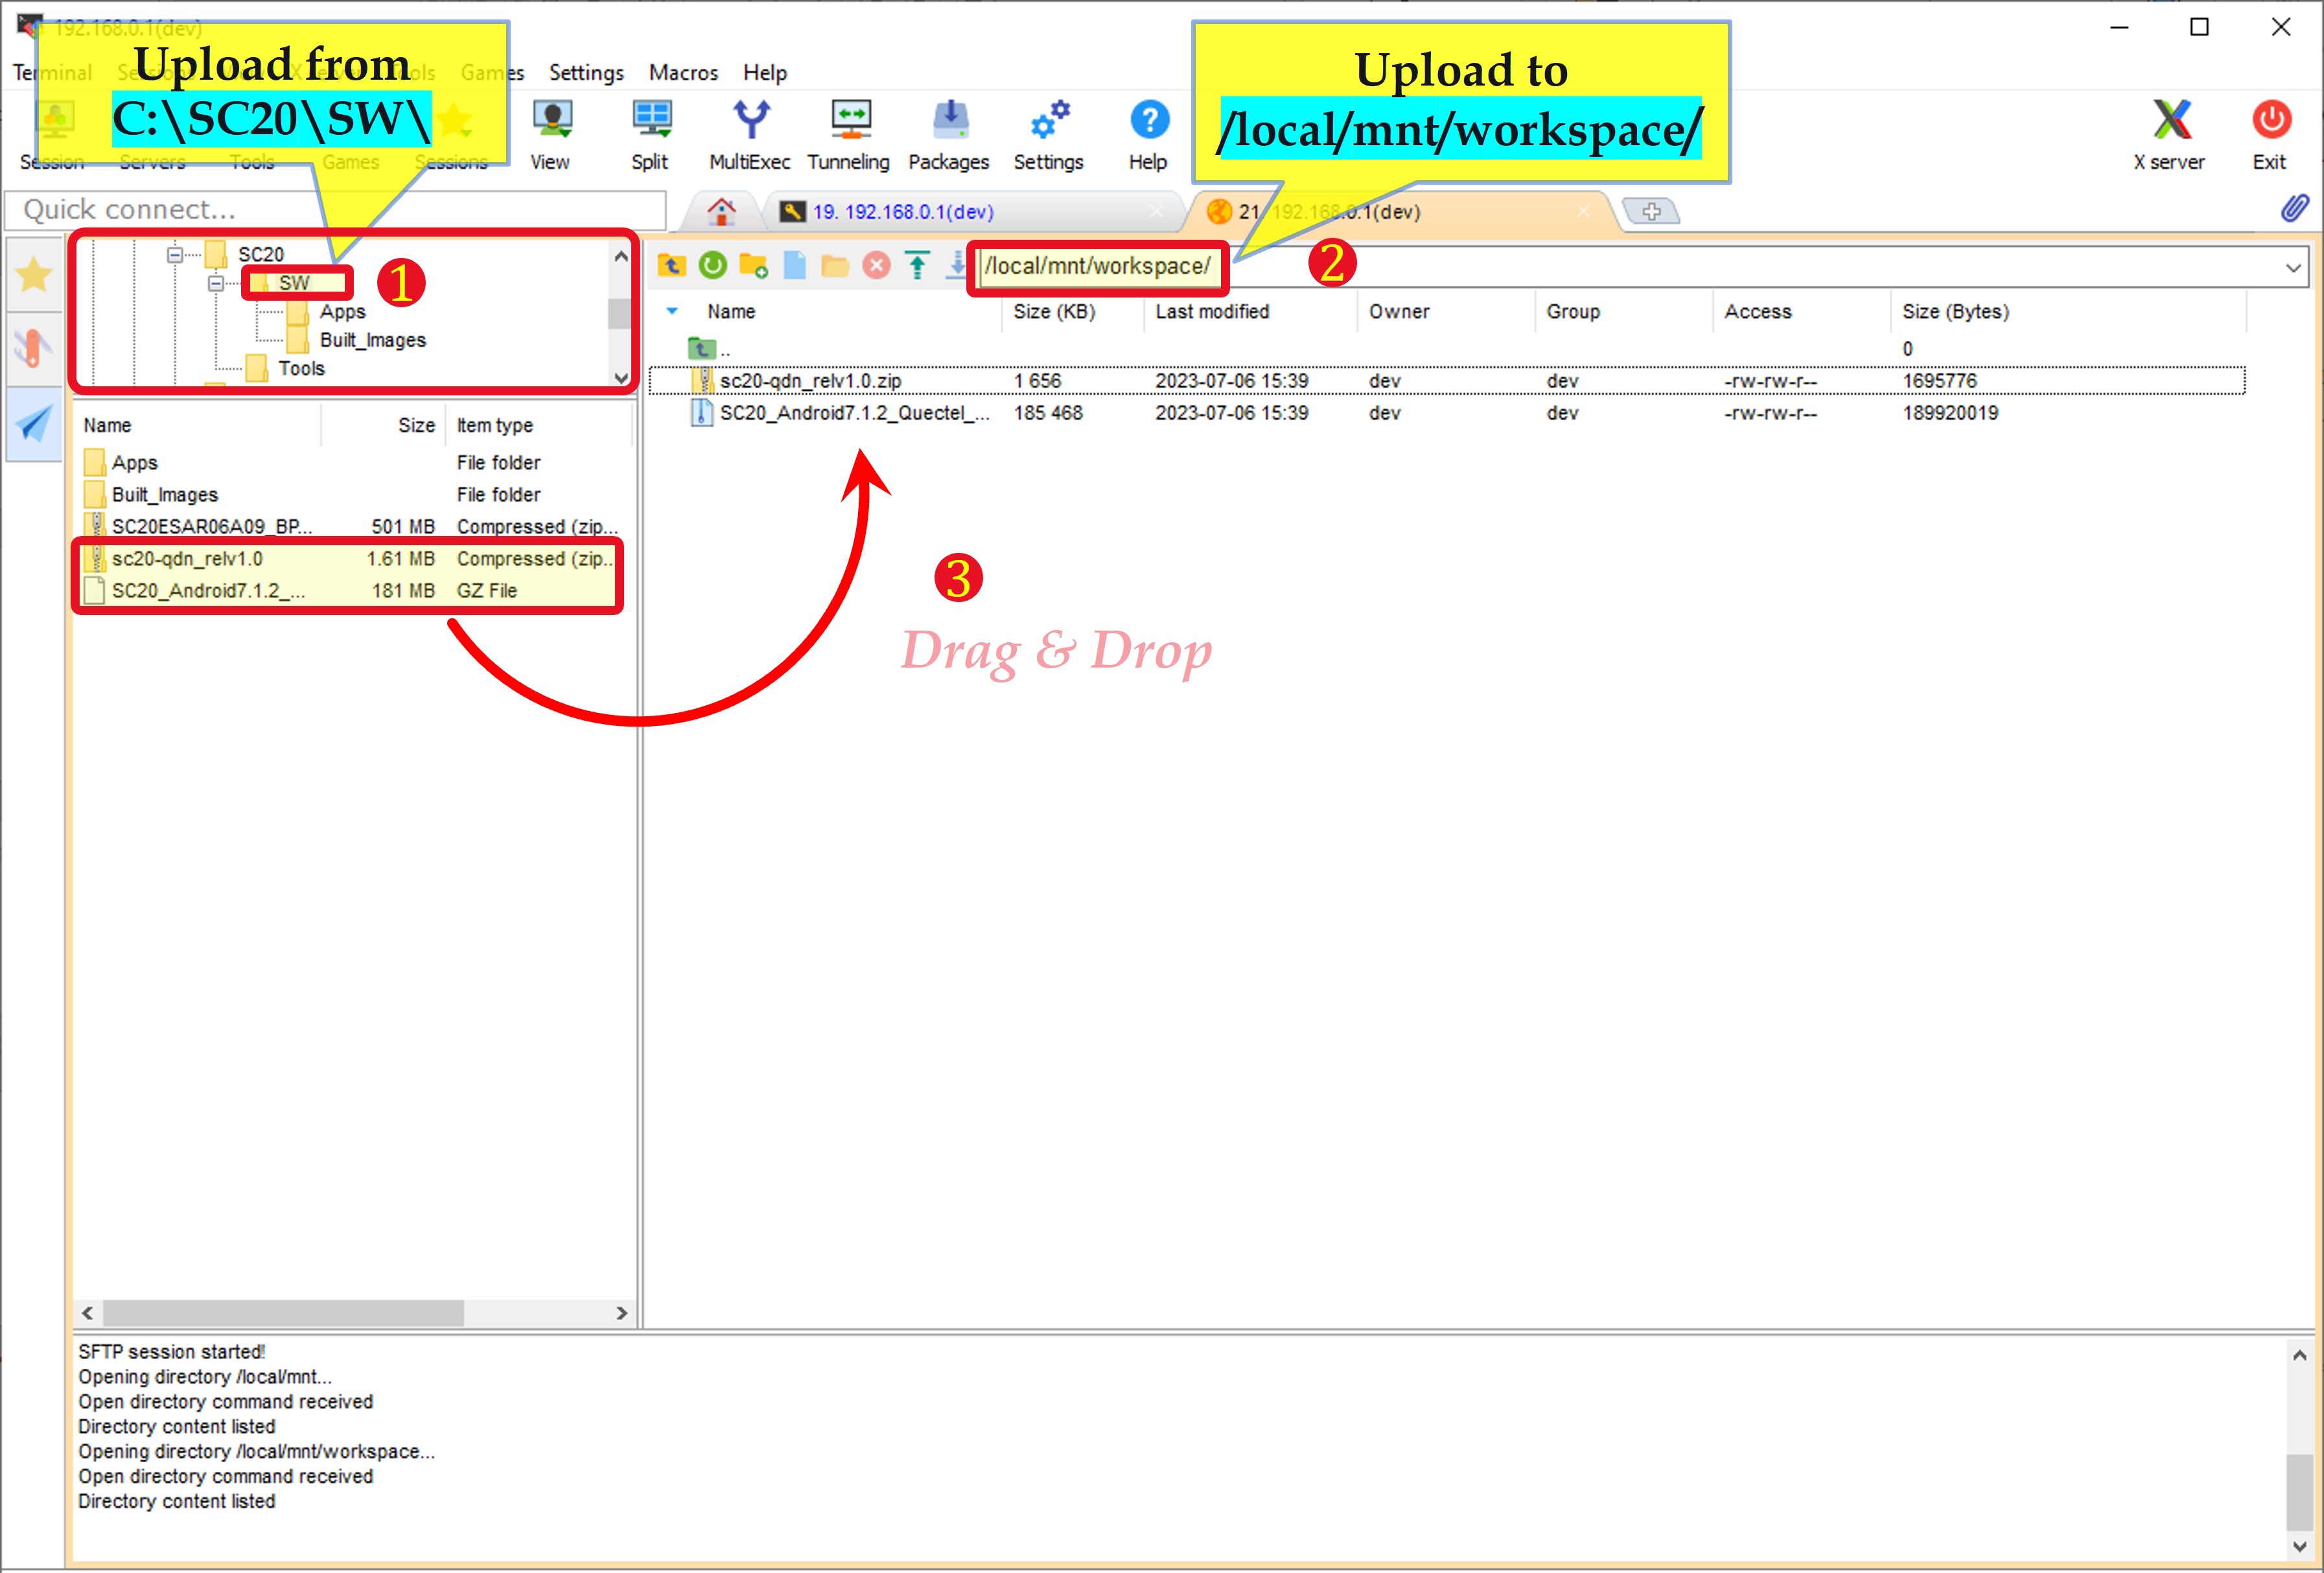 192.168.0.1(dev)
Terminal Sessions View X server Tools Games Settings Macros Help
Upload from
C:\SC20\SW\
Upload to
/local/mnt/workspace/
Session Servers Tools Games Sessions View Split MultiExec Tunneling Packages Settings Help X server Exit
Quick connect...
19. 192.168.0.1(dev)
21. 192.168.0.1(dev)
SC20
SW
1
Apps
Built_Images
Tools
/local/mnt/workspace/
2
Name Size Item type
Apps File folder
Built_Images File folder
SC20ESAR06A09_BP... 501 MB Compressed (zip...
sc20-qdn_relv1.0 1.61 MB Compressed (zip...
SC20_Android7.1.2_... 181 MB GZ File
Name Size (KB) Last modified Owner Group Access Size (Bytes)
.. 0
sc20-qdn_relv1.0.zip 1 656 2023-07-06 15:39 dev dev -rw-rw-r-- 1695776
SC20_Android7.1.2_Quectel_... 185 468 2023-07-06 15:39 dev dev -rw-rw-r-- 189920019
3
Drag & Drop
SFTP session started!
Opening directory /local/mnt...
Open directory command received
Directory content listed
Opening directory /local/mnt/workspace...
Open directory command received
Directory content listed